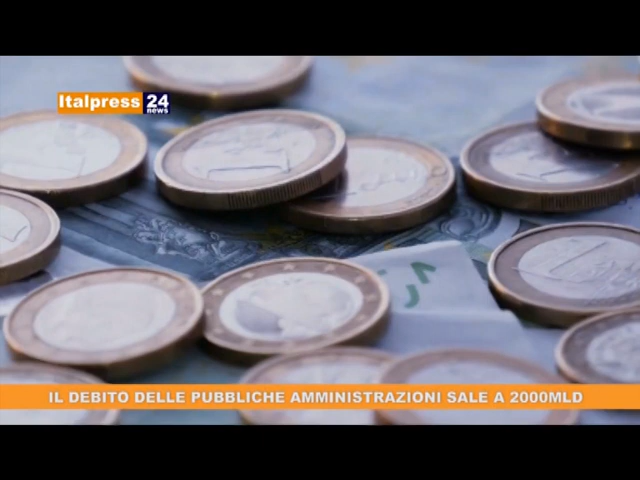 Italpress 24
news
IL DEBITO DELLE PUBBLICHE AMMINISTRAZIONI SALE A 2000MLD